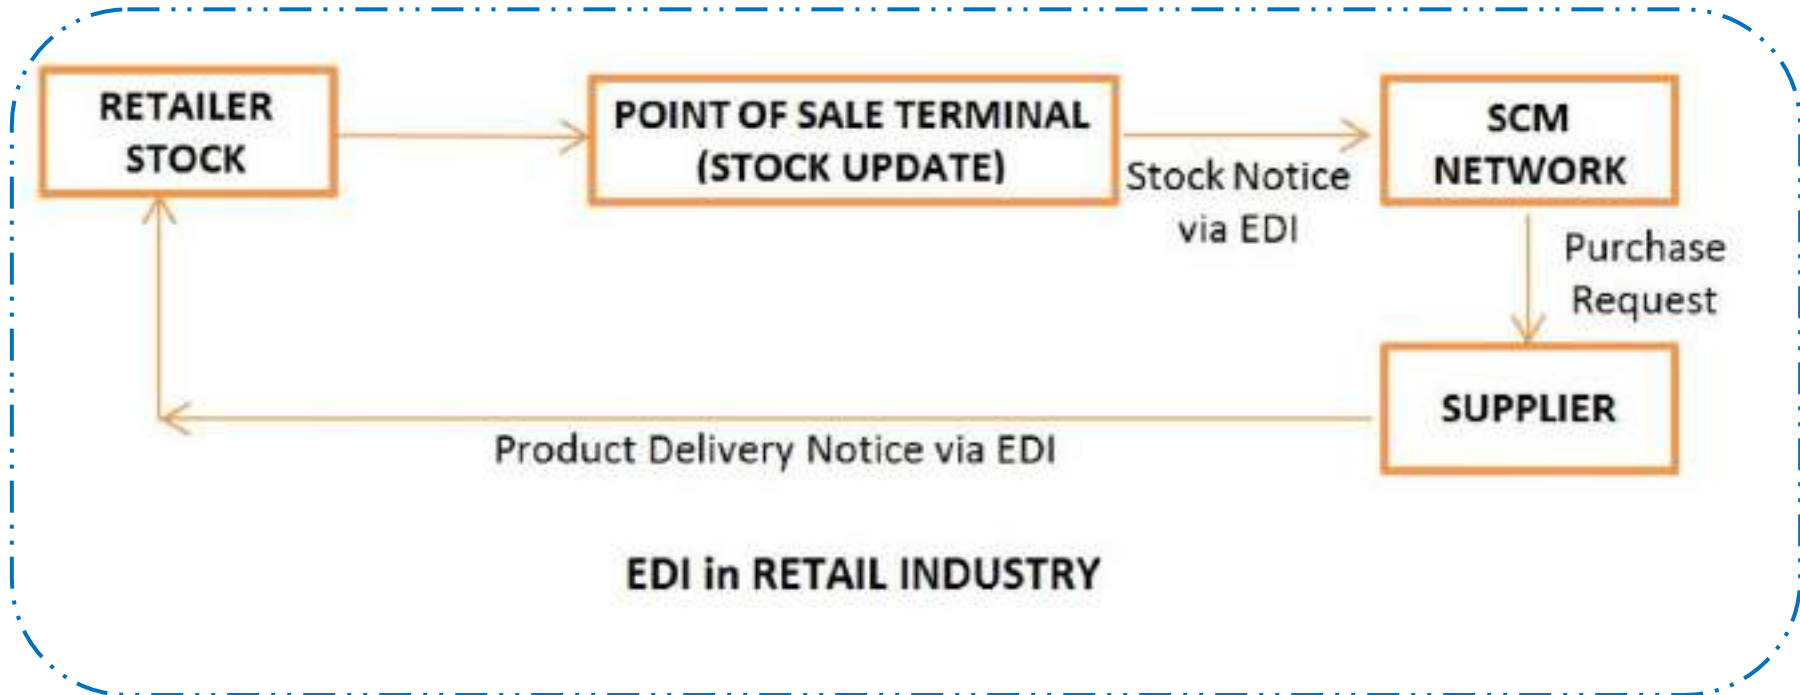 RETAILER
STOCK
POINT OF SALE TERMINAL
(STOCK UPDATE)
Stock Notice
via EDI
SCM
NETWORK
Purchase
Request
SUPPLIER
Product Delivery Notice via EDI
EDI in RETAIL INDUSTRY